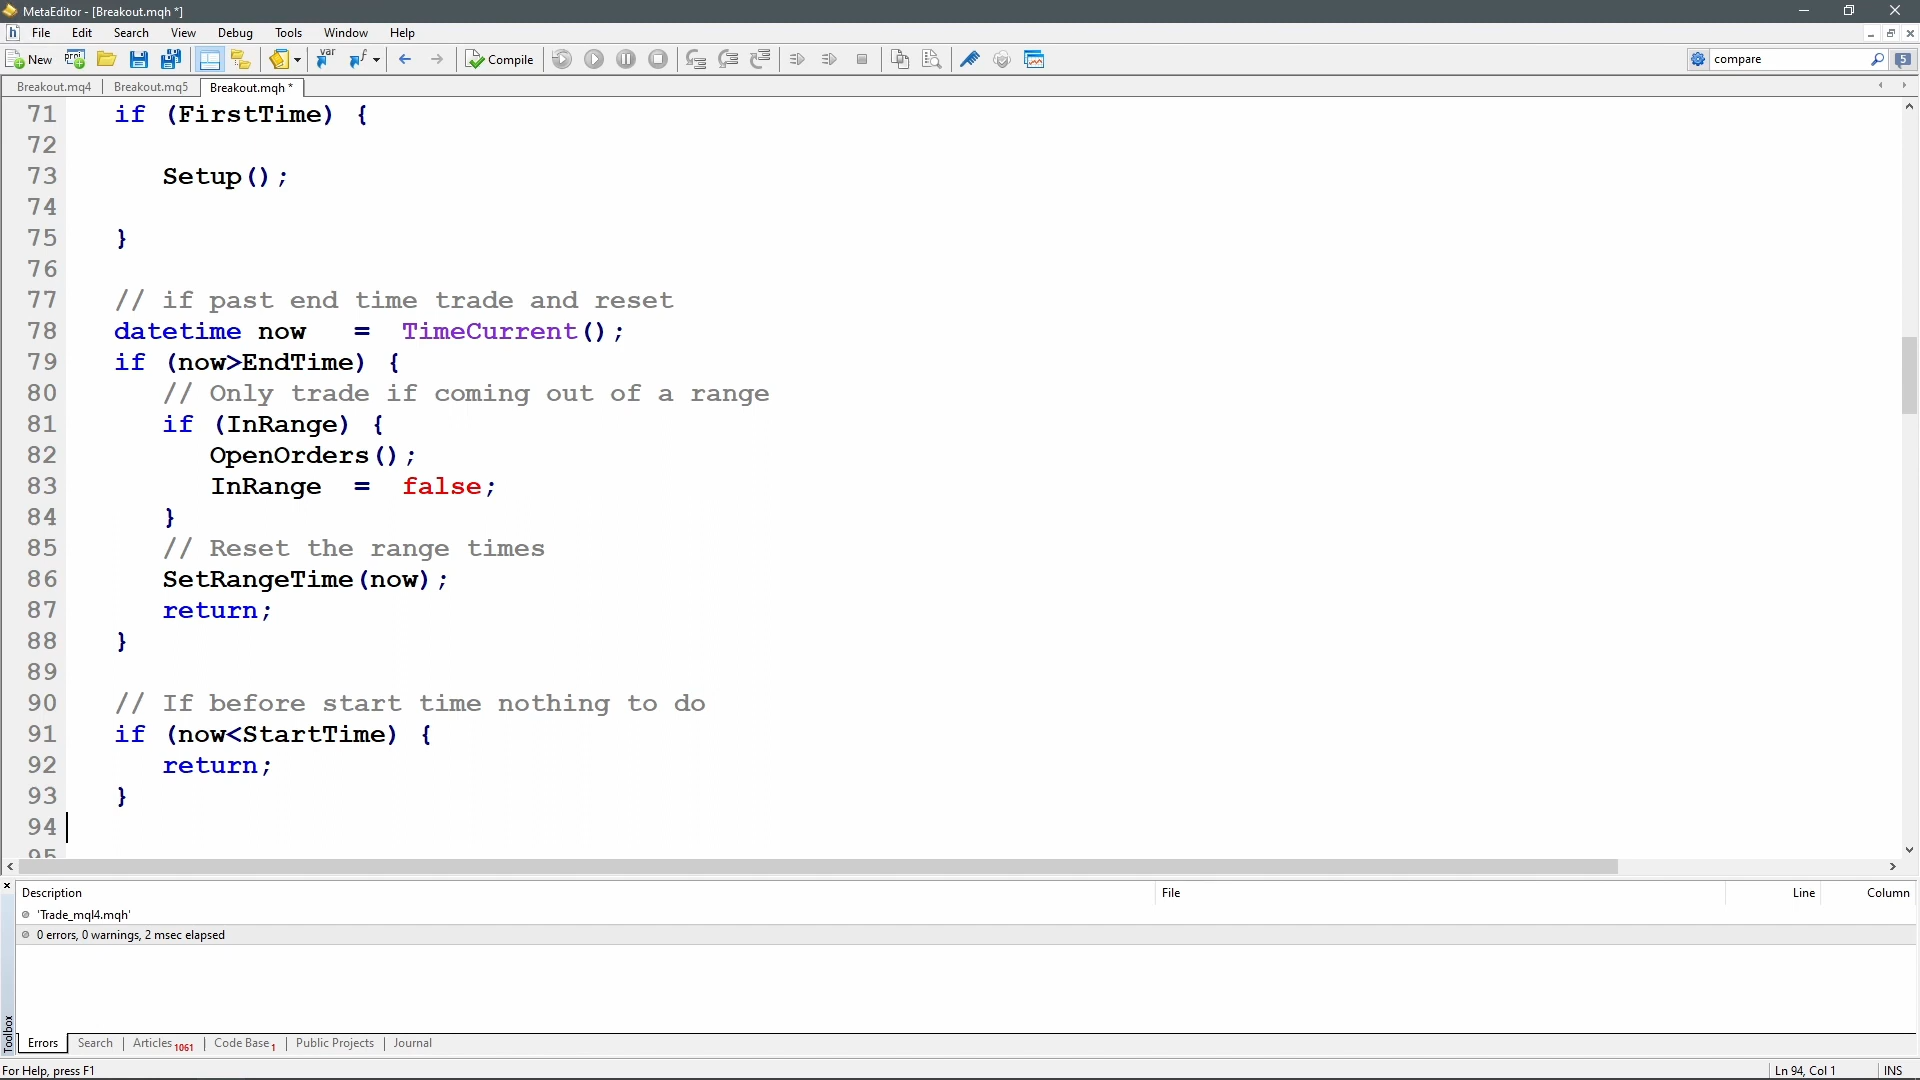 MetaEditor - [Breakout.mqh *]
h File Edit Search View Debug Tools Window Help
New proj var f Compile compare 5
Breakout.mq4 Breakout.mq5 Breakout.mqh *
71 if (FirstTime) {
72
73 Setup();
74
75 }
76
77 // if past end time trade and reset
78 datetime now = TimeCurrent();
79 if (now>EndTime) {
80 // Only trade if coming out of a range
81 if (InRange) {
82 OpenOrders();
83 InRange = false;
84 }
85 // Reset the range times
86 SetRangeTime(now);
87 return;
88 }
89
90 // If before start time nothing to do
91 if (now<StartTime) {
92 return;
93 }
94
95
Description File Line Column
'Trade_mql4.mqh'
0 errors, 0 warnings, 2 msec elapsed
Toolbox
Errors Search Articles 1061 Code Base 1 Public Projects Journal
For Help, press F1 Ln 94, Col 1 INS